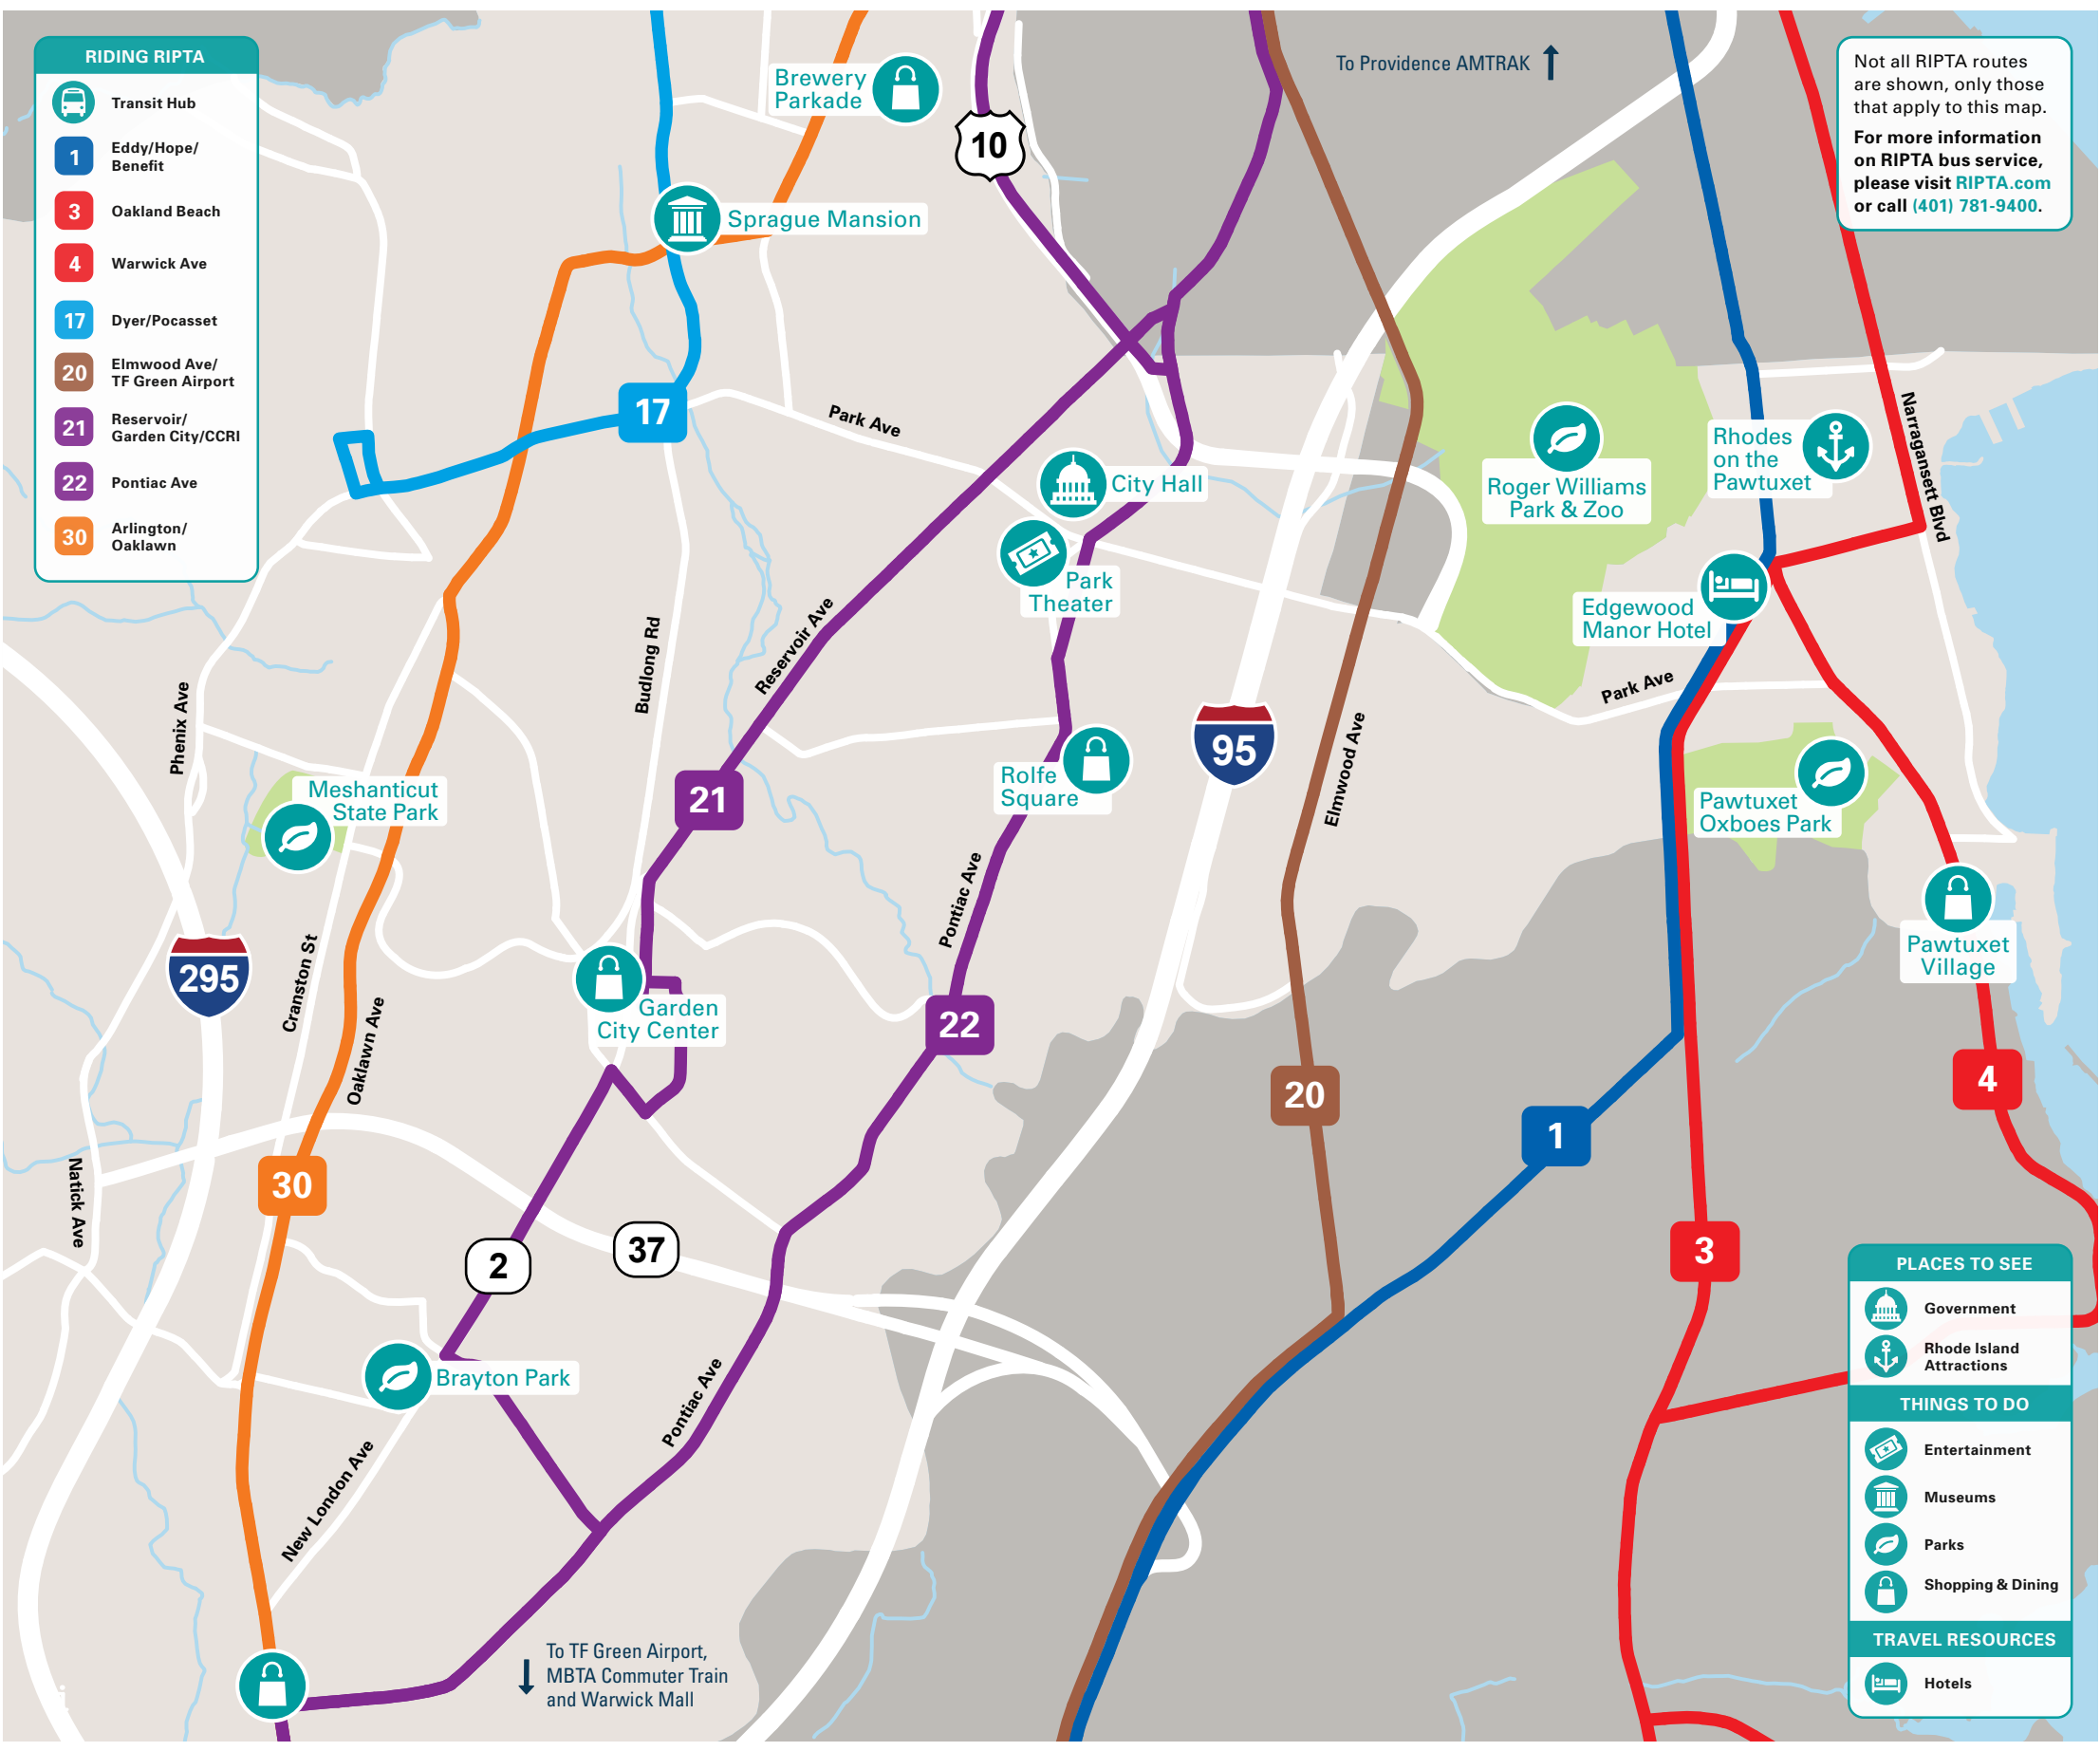 RIDING RIPTA
Transit Hub
1
Eddy/Hope/
Benefit
3
Oakland Beach
4
Warwick Ave
17
Dyer/Pocasset
20
Elmwood Ave/
TF Green Airport
21
Reservoir/
Garden City/CCRI
22
Pontiac Ave
30
Arlington/
Oaklawn
Brewery
Parkade
10
To Providence AMTRAK
Not all RIPTA routes
are shown, only those
that apply to this map.
For more information
on RIPTA bus service,
please visit RIPTA.com
or call (401) 781-9400.
Sprague Mansion
17
Park Ave
City Hall
Park
Theater
Roger Williams
Park & Zoo
Rhodes
on the
Pawtuxet
Narragansett Blvd
Edgewood
Manor Hotel
Park Ave
Phenix Ave
Budlong Rd
Reservoir Ave
Meshanticut
State Park
21
Rolfe
Square
95
Elmwood Ave
Pawtuxet
Oxboes Park
295
Cranston St
Oaklawn Ave
Garden
City Center
Pontiac Ave
22
Pawtuxet
Village
20
1
4
Natick Ave
30
2
37
3
Brayton Park
Pontiac Ave
New London Ave
To TF Green Airport,
MBTA Commuter Train
and Warwick Mall
PLACES TO SEE
Government
Rhode Island
Attractions
THINGS TO DO
Entertainment
Museums
Parks
Shopping & Dining
TRAVEL RESOURCES
Hotels